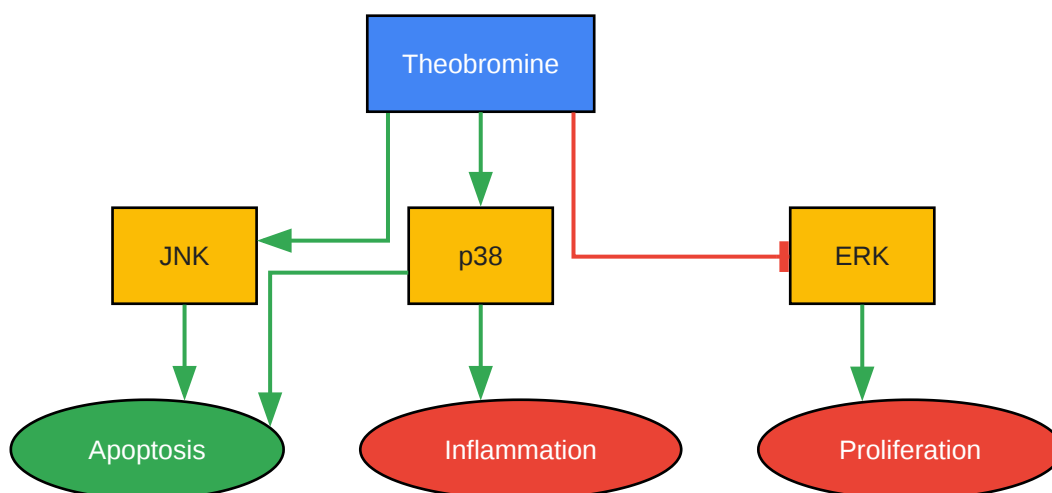 Theobromine
JNK
p38
ERK
Apoptosis
Inflammation
Proliferation